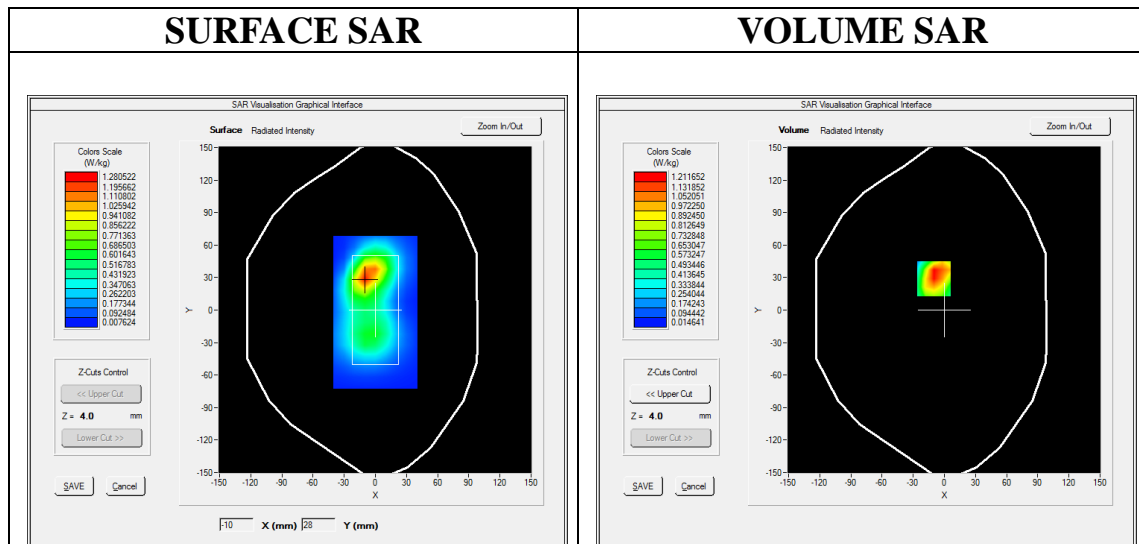 SURFACE SAR
VOLUME SAR
SAR Visualisation Graphical Interface
Surface Radiated Intensity
Zoom In/Out
Colors Scale
(W/kg)
1.280522
1.195662
1.110802
1.025942
0.941082
0.856222
0.771363
0.686503
0.601643
0.516783
0.431923
0.347063
0.262203
0.177344
0.092484
0.007624
Z-Cuts Control
<< Upper Cut
Z = 4.0 mm
Lower Cut >>
SAVE Cancel
150
120
90
60
30
0
-30
-60
-90
-120
-150
Y
-150 -120 -90 -60 -30 0 30 60 90 120 150
X
-10 X (mm) 28 Y (mm)
SAR Visualisation Graphical Interface
Volume Radiated Intensity
Zoom In/Out
Colors Scale
(W/kg)
1.211652
1.131852
1.052051
0.972250
0.892450
0.812649
0.732848
0.653047
0.573247
0.493446
0.413645
0.333844
0.254044
0.174243
0.094442
0.014641
Z-Cuts Control
<< Upper Cut
Z = 4.0 mm
Lower Cut >>
SAVE Cancel
150
120
90
60
30
0
-30
-60
-90
-120
-150
Y
-150 -120 -90 -60 -30 0 30 60 90 120 150
X